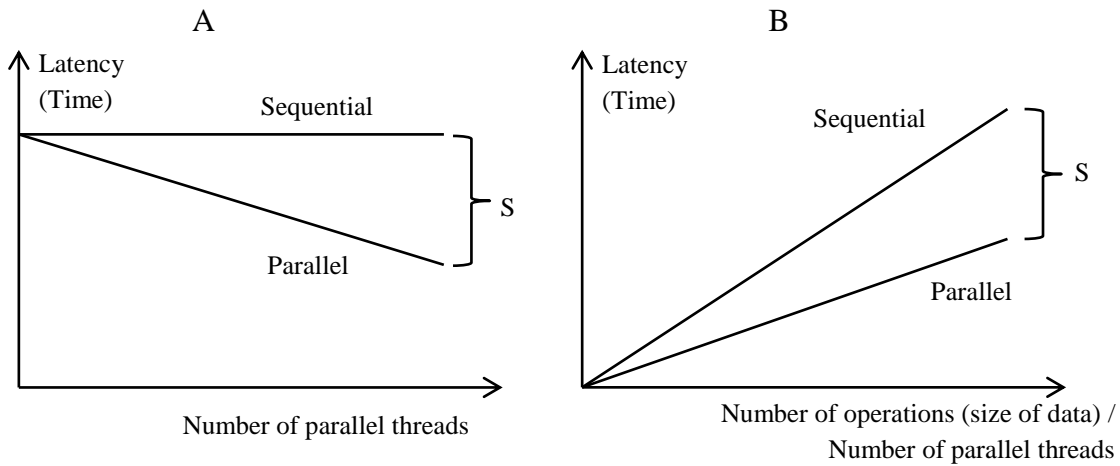 A
Latency
(Time)
Sequential
S
Parallel
Number of parallel threads
B
Latency
(Time)
Sequential
S
Parallel
Number of operations (size of data) /
Number of parallel threads